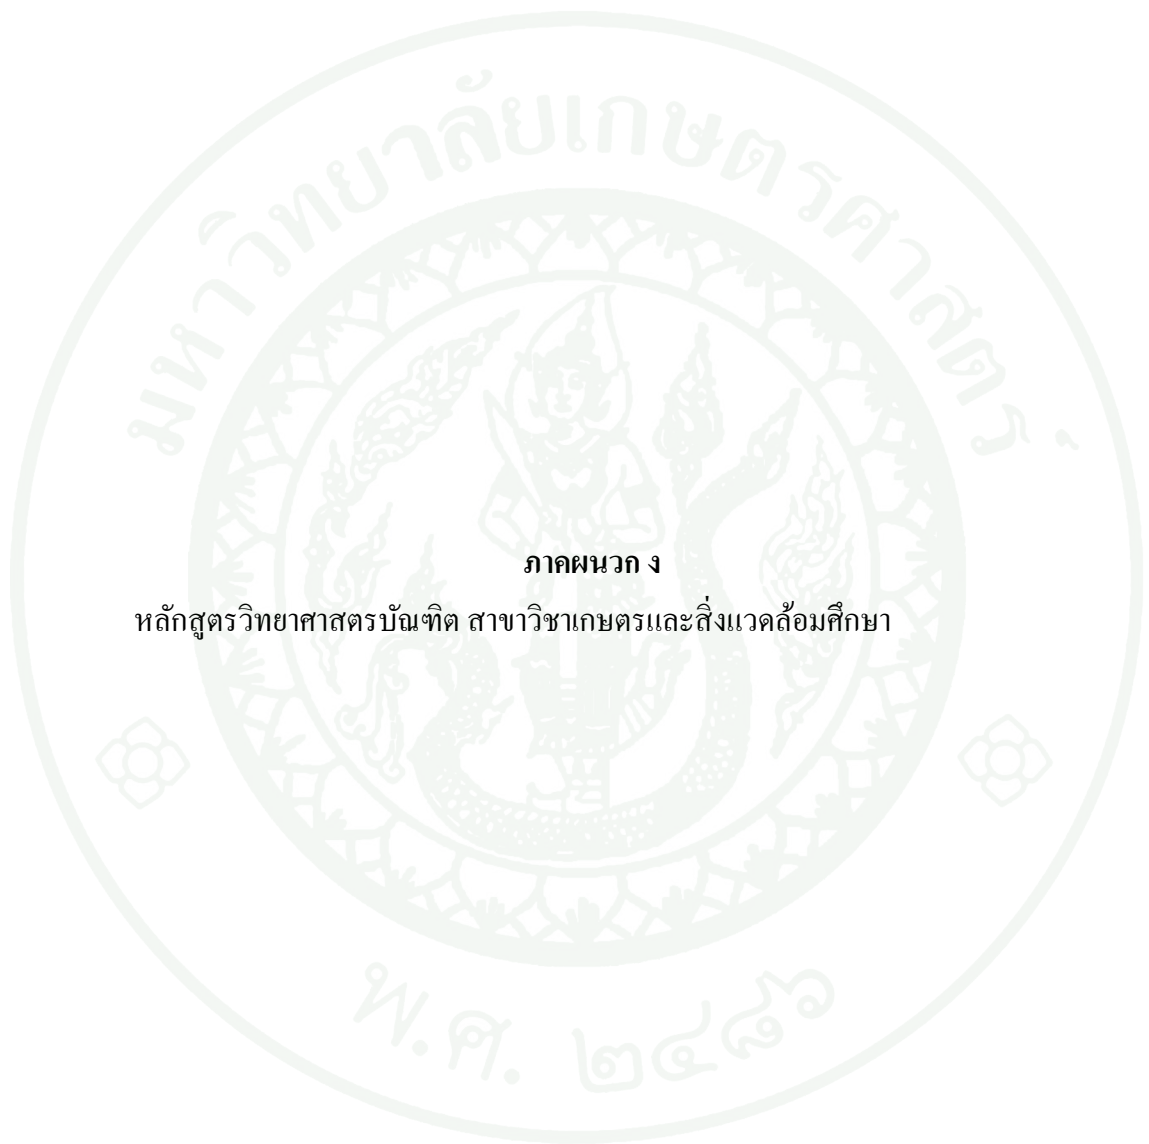 มหาวิทยาลัยเกษตรศาสตร์
ภาคผนวก ง
หลักสูตรวิทยาศาสตรบัณฑิต สาขาวิชาเกษตรและสิ่งแวดล้อมศึกษา
พ.ศ. ๒๔๘๖